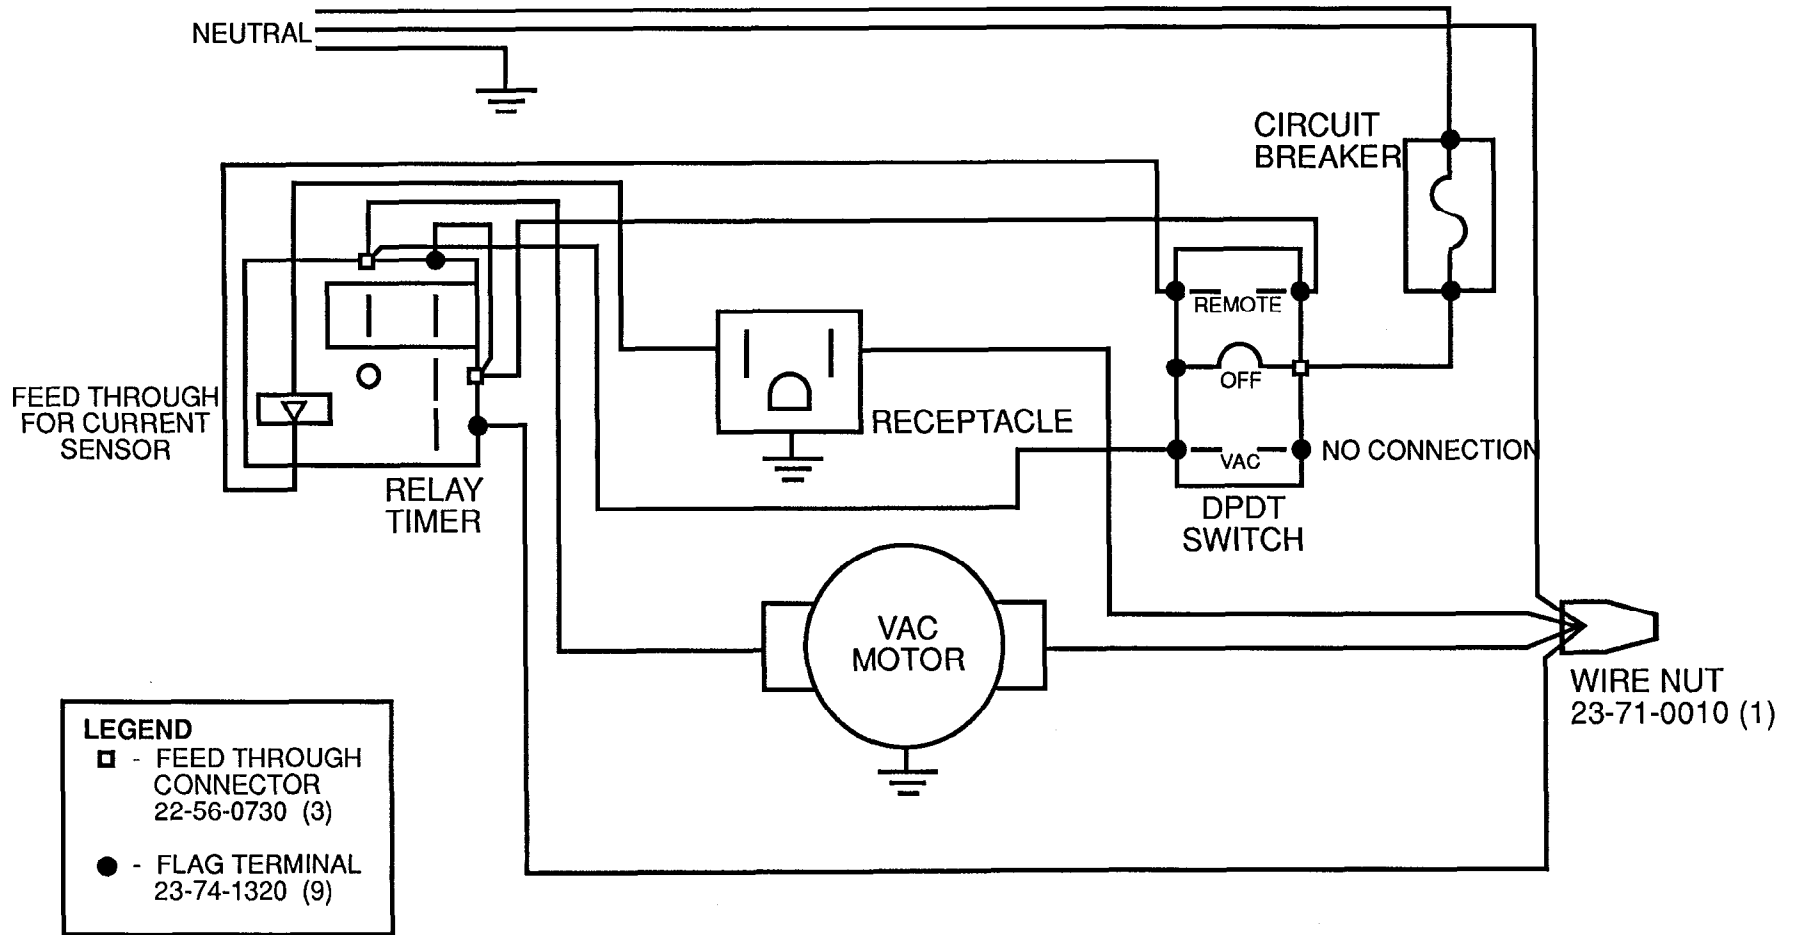 NEUTRAL
CIRCUIT
BREAKER
REMOTE
OFF
VAC
NO CONNECTION
DPDT
SWITCH
FEED THROUGH
FOR CURRENT
SENSOR
RELAY
TIMER
RECEPTACLE
VAC
MOTOR
WIRE NUT
23-71-0010 (1)
LEGEND
- FEED THROUGH
CONNECTOR
22-56-0730 (3)
- FLAG TERMINAL
23-74-1320 (9)